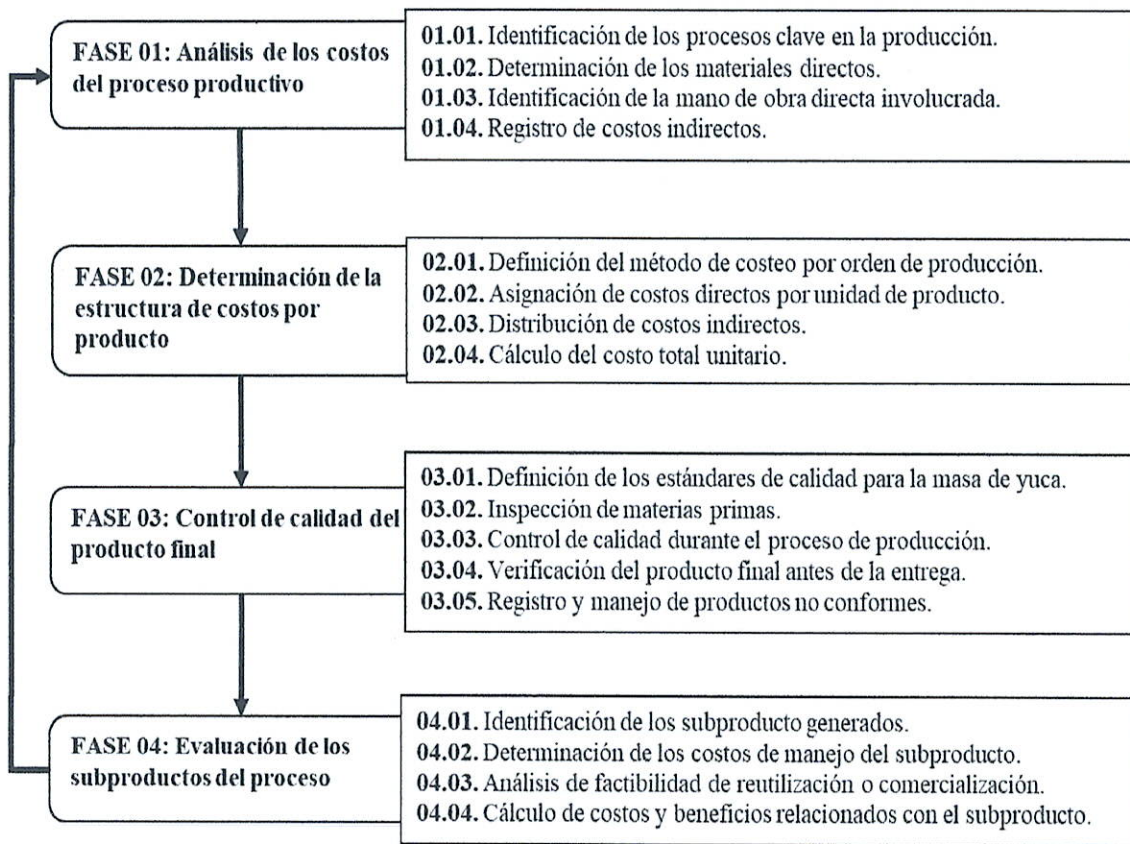 FASE 01: Análisis de los costos
del proceso productivo
01.01. Identificación de los procesos clave en la producción.
01.02. Determinación de los materiales directos.
01.03. Identificación de la mano de obra directa involucrada.
01.04. Registro de costos indirectos.
FASE 02: Determinación de la
estructura de costos por
producto
02.01. Definición del método de costeo por orden de producción.
02.02. Asignación de costos directos por unidad de producto.
02.03. Distribución de costos indirectos.
02.04. Cálculo del costo total unitario.
FASE 03: Control de calidad del
producto final
03.01. Definición de los estándares de calidad para la masa de yuca.
03.02. Inspección de materias primas.
03.03. Control de calidad durante el proceso de producción.
03.04. Verificación del producto final antes de la entrega.
03.05. Registro y manejo de productos no conformes.
FASE 04: Evaluación de los
subproductos del proceso
04.01. Identificación de los subproducto generados.
04.02. Determinación de los costos de manejo del subproducto.
04.03. Análisis de factibilidad de reutilización o comercialización.
04.04. Cálculo de costos y beneficios relacionados con el subproducto.